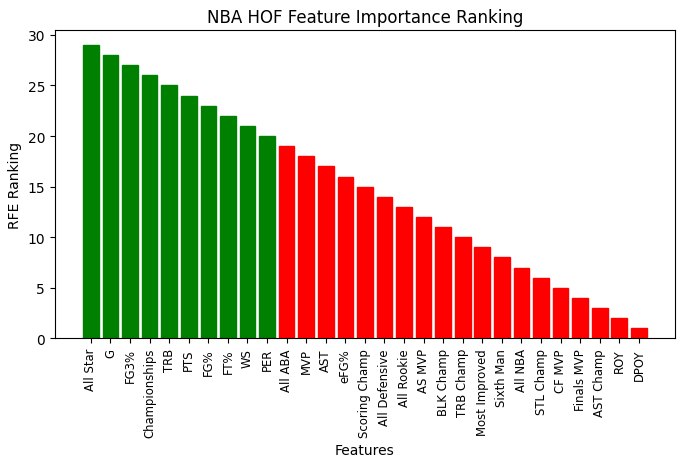 NBA HOF Feature Importance Ranking
30
25
20
15
10
5
0
RFE Ranking
All Star
G
FG3%
Championships
TRB
PTS
FG%
FT%
WS
PER
All ABA
MVP
AST
eFG%
Scoring Champ
All Defensive
All Rookie
AS MVP
BLK Champ
TRB Champ
Most Improved
Sixth Man
All NBA
STL Champ
CF MVP
Finals MVP
AST Champ
ROY
DPOY
Features